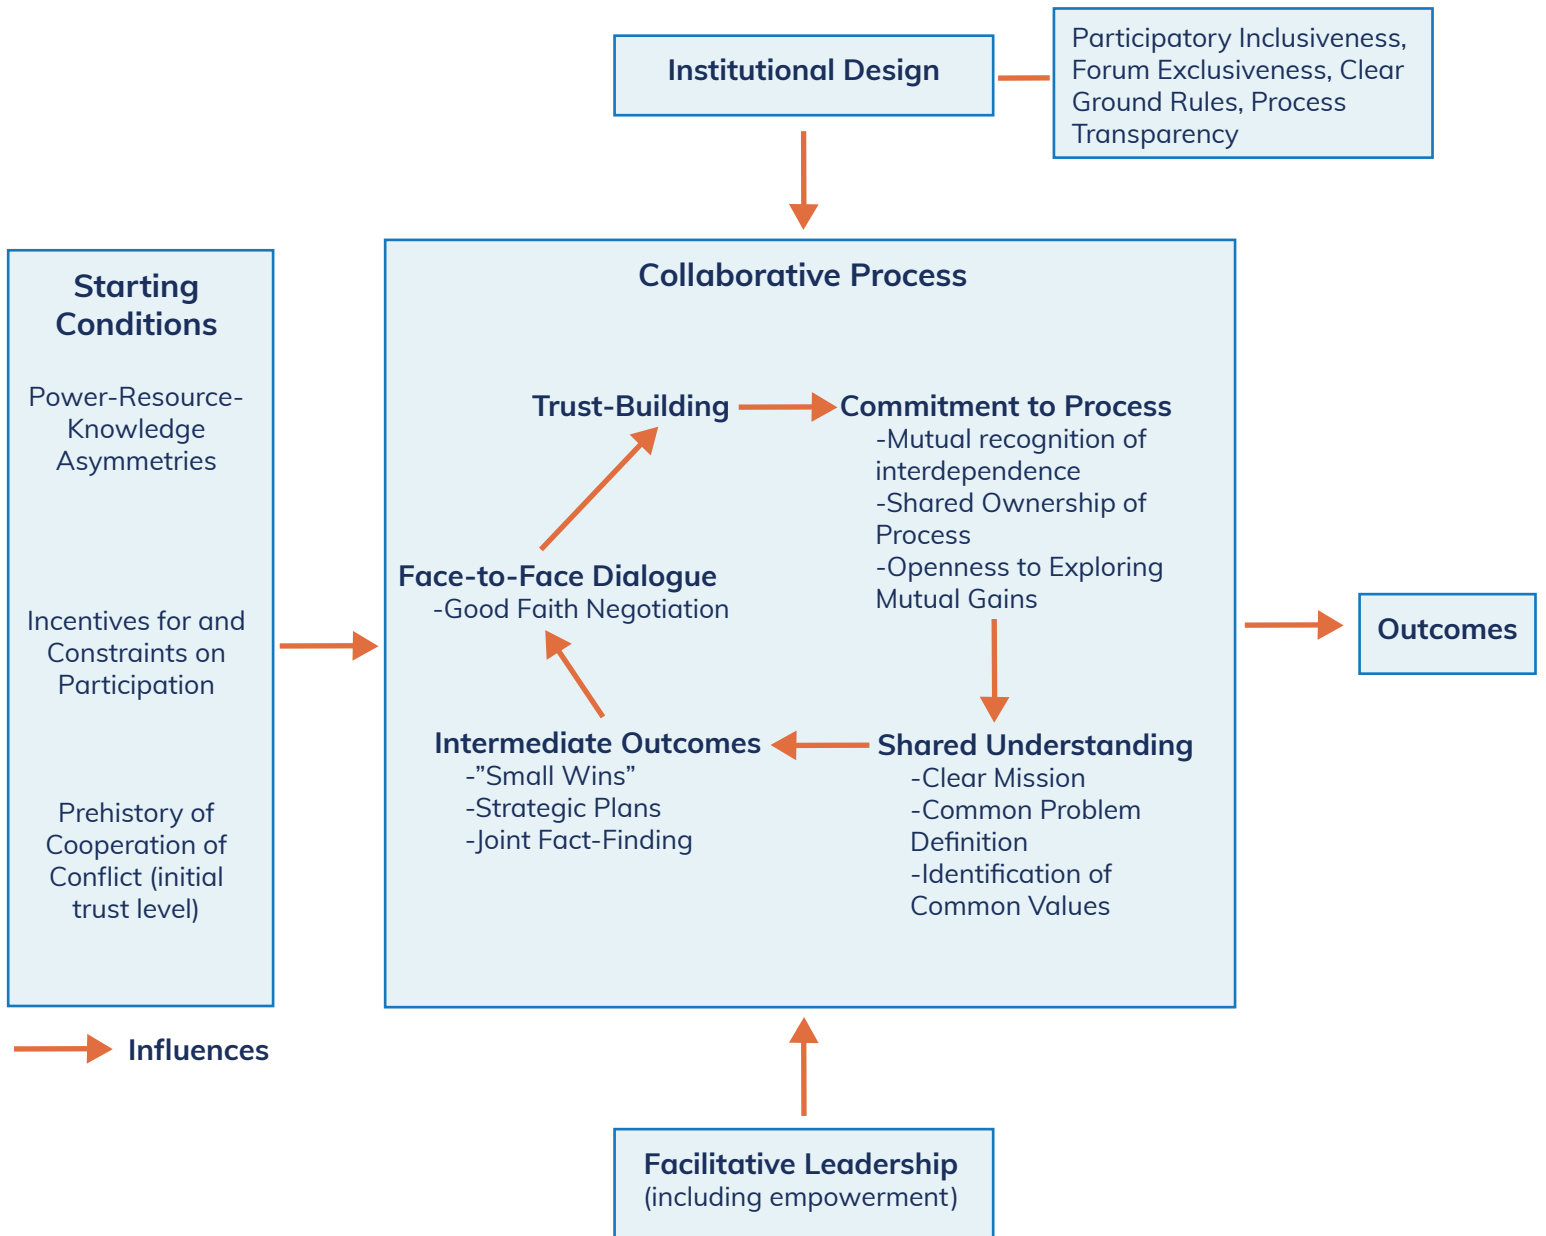 Institutional Design
Participatory Inclusiveness,
Forum Exclusiveness, Clear
Ground Rules, Process
Transparency
Starting
Conditions
Power-Resource-
Knowledge
Asymmetries
Incentives for and
Constraints on
Participation
Prehistory of
Cooperation of
Conflict (initial
trust level)
Collaborative Process
Trust-Building
Commitment to Process
-Mutual recognition of
interdependence
-Shared Ownership of
Process
-Openness to Exploring
Mutual Gains
Face-to-Face Dialogue
-Good Faith Negotiation
Intermediate Outcomes
-”Small Wins”
-Strategic Plans
-Joint Fact-Finding
Shared Understanding
-Clear Mission
-Common Problem
Definition
-Identification of
Common Values
Outcomes
Influences
Facilitative Leadership
(including empowerment)